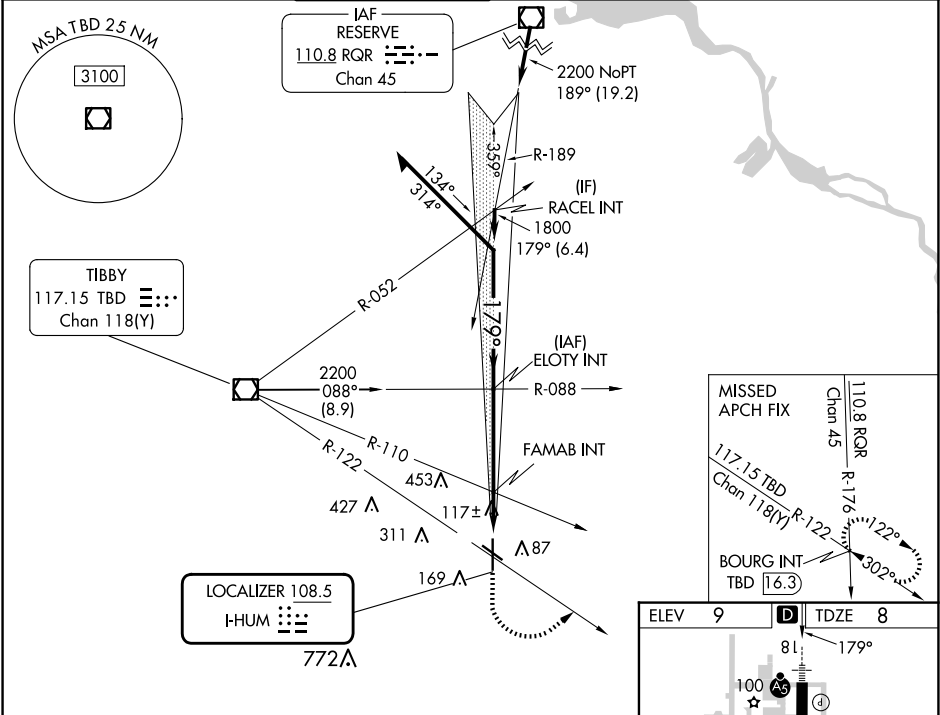 MSA TBD 25 NM
3100
IAF
RESERVE
110.8 RQR
Chan 45
2200 NoPT
189° (19.2)
359°
R-189
134°
314°
(IF)
RACEL INT
1800
179° (6.4)
TIBBY
117.15 TBD
Chan 118(Y)
R-052
179°
(IAF)
ELOTY INT
2200
088°
(8.9)
R-088
R-110
R-122
FAMAB INT
453
427
117±
311
87
169
LOCALIZER 108.5
I-HUM
772
MISSED
APCH FIX
110.8 RQR
Chan 45
R-176
117.15 TBD
Chan 118(Y)
R-122
122°
302°
BOURG INT
TBD 16.3
ELEV 9
D
TDZE 8
179°
18
100
A5
P